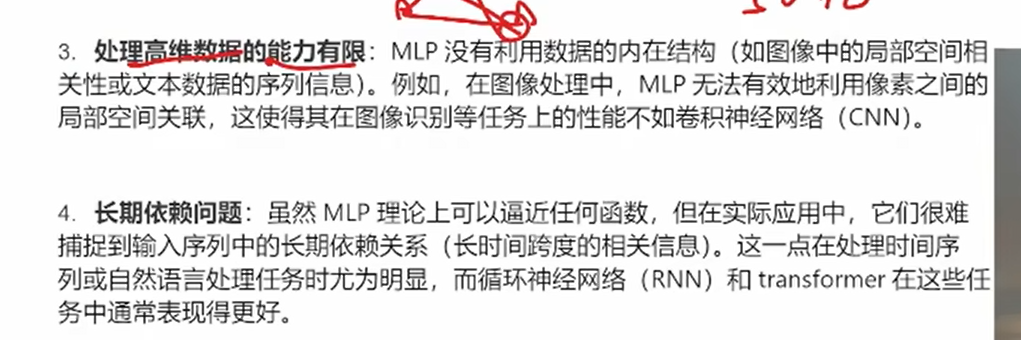 3. 处理高维数据的能力有限：MLP 没有利用数据的内在结构（如图像中的局部空间相
关性或文本数据的序列信息）。例如，在图像处理中，MLP 无法有效地利用像素之间的
局部空间关联，这使得其在图像识别等任务上的性能不如卷积神经网络（CNN）。
4. 长期依赖问题：虽然 MLP 理论上可以逼近任何函数，但在实际应用中，它们很难
捕捉到输入序列中的长期依赖关系（长时间跨度的相关信息）。这一点在处理时间序
列或自然语言处理任务时尤为明显，而循环神经网络（RNN）和 transformer 在这些任
务中通常表现得更好。